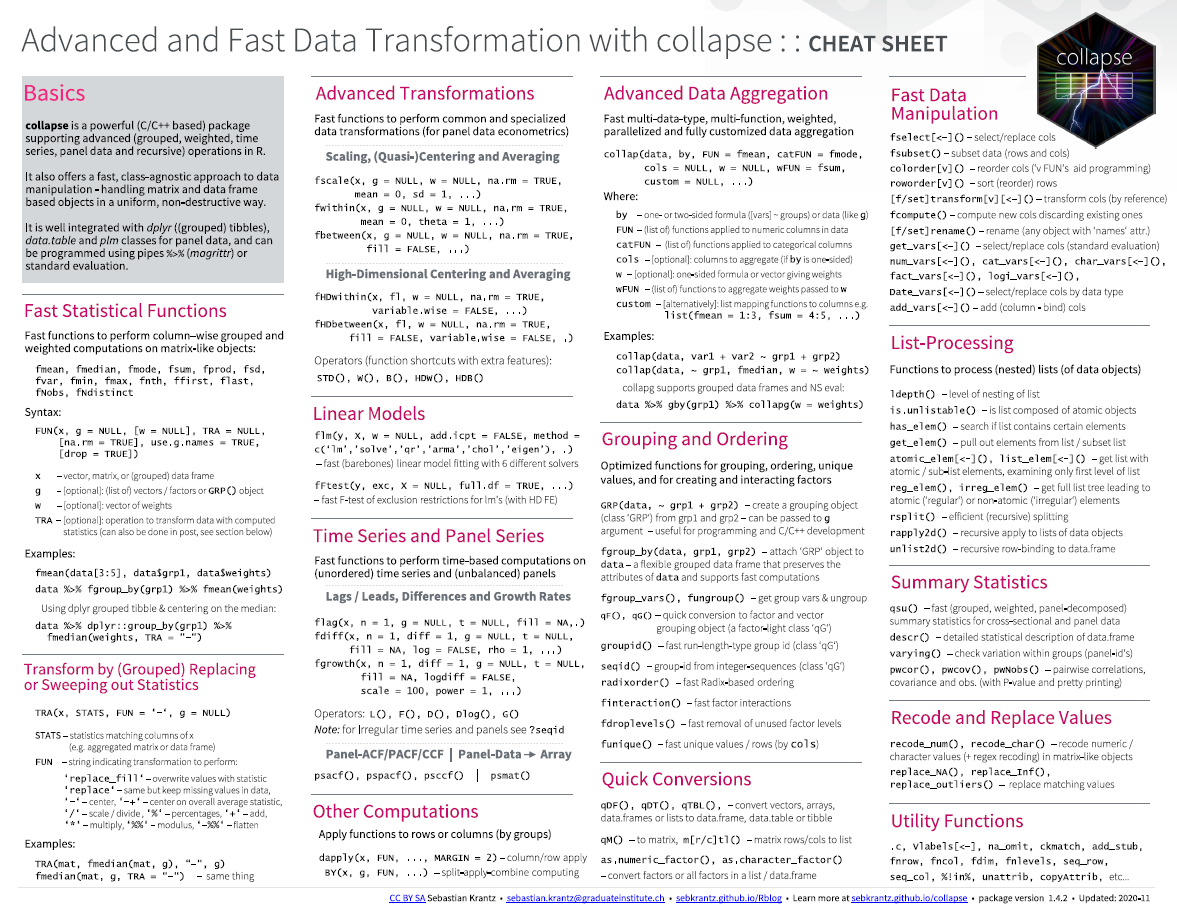 Advanced and Fast Data Transformation with collapse : : CHEAT SHEET
collapse
Basics
collapse is a powerful (C/C++ based) package
supporting advanced (grouped, weighted, time
series, panel data and recursive) operations in R.
It also offers a fast, class-agnostic approach to data
manipulation - handling matrix and data frame
based objects in a uniform, non-destructive way.
It is well integrated with dplyr ((grouped) tibbles),
data.table and plm classes for panel data, and can
be programmed using pipes %>% (magrittr) or
standard evaluation.
Fast Statistical Functions
Fast functions to perform column–wise grouped and
weighted computations on matrix-like objects:
fmean, fmedian, fmode, fsum, fprod, fsd,
fvar, fmin, fmax, fnth, ffirst, flast,
fNobs, fNdistinct
Syntax:
FUN(x, g = NULL, [w = NULL], TRA = NULL,
[na.rm = TRUE], use.g.names = TRUE,
[drop = TRUE])
x – vector, matrix, or (grouped) data frame
g – [optional]: (list of) vectors / factors or GRP() object
w – [optional]: vector of weights
TRA – [optional]: operation to transform data with computed
statistics (can also be done in post, see section below)
Examples:
fmean(data[3:5], data$grp1, data$weights)
data %>% fgroup_by(grp1) %>% fmean(weights)
Using dplyr grouped tibble & centering on the median:
data %>% dplyr::group_by(grp1) %>%
fmedian(weights, TRA = "-")
Transform by (Grouped) Replacing
or Sweeping out Statistics
TRA(x, STATS, FUN = ‘-‘, g = NULL)
STATS – statistics matching columns of x
(e.g. aggregated matrix or data frame)
FUN – string indicating transformation to perform:
‘replace_fill‘ – overwrite values with statistic
‘replace‘ – same but keep missing values in data,
‘-‘ – center, ‘-+‘ – center on overall average statistic,
‘/‘ – scale / divide , ‘%‘ – percentages, ‘+‘ – add,
‘*‘ – multiply, ‘%%‘ – modulus, ‘-%%‘ – flatten
Examples:
TRA(mat, fmedian(mat, g), "-", g)
fmedian(mat, g, TRA = "-") – same thing
Advanced Transformations
Fast functions to perform common and specialized
data transformations (for panel data econometrics)
Scaling, (Quasi-)Centering and Averaging
fscale(x, g = NULL, w = NULL, na.rm = TRUE,
mean = 0, sd = 1, ...)
fwithin(x, g = NULL, w = NULL, na.rm = TRUE,
mean = 0, theta = 1, ...)
fbetween(x, g = NULL, w = NULL, na.rm = TRUE,
fill = FALSE, ...)
High-Dimensional Centering and Averaging
fHDwithin(x, fl, w = NULL, na.rm = TRUE,
variable.wise = FALSE, ...)
fHDbetween(x, fl, w = NULL, na.rm = TRUE,
fill = FALSE, variable.wise = FALSE, .)
Operators (function shortcuts with extra features):
STD(), W(), B(), HDW(), HDB()
Linear Models
flm(y, X, w = NULL, add.icpt = FALSE, method =
c(‘lm’,’solve’,’qr’,’arma’,’chol’,’eigen’), .)
– fast (barebones) linear model fitting with 6 different solvers
fFtest(y, exc, X = NULL, full.df = TRUE, ...)
– fast F-test of exclusion restrictions for lm's (with HD FE)
Time Series and Panel Series
Fast functions to perform time-based computations on
(unordered) time series and (unbalanced) panels
Lags / Leads, Differences and Growth Rates
flag(x, n = 1, g = NULL, t = NULL, fill = NA,.)
fdiff(x, n = 1, diff = 1, g = NULL, t = NULL,
fill = NA, log = FALSE, rho = 1, ...)
fgrowth(x, n = 1, diff = 1, g = NULL, t = NULL,
fill = NA, logdiff = FALSE,
scale = 100, power = 1, ...)
Operators: L(), F(), D(), Dlog(), G()
Note: for Irregular time series and panels see ?seqid
Panel-ACF/PACF/CCF | Panel-Data → Array
psacf(), pspacf(), psccf() | psmat()
Other Computations
Apply functions to rows or columns (by groups)
dapply(x, FUN, ..., MARGIN = 2) – column/row apply
BY(x, g, FUN, ...) – split-apply-combine computing
Advanced Data Aggregation
Fast multi-data-type, multi-function, weighted,
parallelized and fully customized data aggregation
collap(data, by, FUN = fmean, catFUN = fmode,
cols = NULL, w = NULL, wFUN = fsum,
custom = NULL, ...)
Where:
by – one- or two-sided formula ([vars] ~ groups) or data (like g)
FUN – (list of) functions applied to numeric columns in data
catFUN – (list of) functions applied to categorical columns
cols – [optional]: columns to aggregate (if by is one-sided)
w – [optional]: one-sided formula or vector giving weights
wFUN – (list of) functions to aggregate weights passed to w
custom – [alternatively]: list mapping functions to columns e.g.
list(fmean = 1:3, fsum = 4:5, ...)
Examples:
collap(data, var1 + var2 ~ grp1 + grp2)
collap(data, ~ grp1, fmedian, w = ~ weights)
collapg supports grouped data frames and NS eval:
data %>% gby(grp1) %>% collapg(w = weights)
Grouping and Ordering
Optimized functions for grouping, ordering, unique
values, and for creating and interacting factors
GRP(data, ~ grp1 + grp2) – create a grouping object
(class 'GRP') from grp1 and grp2 – can be passed to g
argument – useful for programming and C/C++ development
fgroup_by(data, grp1, grp2) – attach 'GRP' object to
data – a flexible grouped data frame that preserves the
attributes of data and supports fast computations
fgroup_vars(), fungroup() – get group vars & ungroup
qF(), qG() – quick conversion to factor and vector
grouping object (a factor-light class 'qG')
groupid() – fast run-length-type group id (class 'qG')
seqid() – group-id from integer-sequences (class 'qG')
radixorder() – fast Radix-based ordering
finteraction() – fast factor interactions
fdroplevels() – fast removal of unused factor levels
funique() – fast unique values / rows (by cols)
Quick Conversions
qDF(), qDT(), qTBL(), – convert vectors, arrays,
data.frames or lists to data.frame, data.table or tibble
qM() – to matrix, m[r/c]tl() – matrix rows/cols to list
as.numeric_factor(), as.character_factor()
– convert factors or all factors in a list / data.frame
Fast Data
Manipulation
fselect[<-]() – select/replace cols
fsubset() – subset data (rows and cols)
colorder[v]() – reorder cols ('v' FUN's aid programming)
roworder[v]() – sort (reorder) rows
[f/set]transform[v][<-]() – transform cols (by reference)
fcompute() – compute new cols discarding existing ones
[f/set]rename() – rename (any object with 'names' attr.)
get_vars[<-]() – select/replace cols (standard evaluation)
num_vars[<-](), cat_vars[<-](), char_vars[<-](),
fact_vars[<-](), logi_vars[<-](),
Date_vars[<-]() – select/replace cols by data type
add_vars[<-]() – add (column - bind) cols
List-Processing
Functions to process (nested) lists (of data objects)
ldepth() – level of nesting of list
is.unlistable() – is list composed of atomic objects
has_elem() – search if list contains certain elements
get_elem() – pull out elements from list / subset list
atomic_elem[<-](), list_elem[<-]() – get list with
atomic / sub-list elements, examining only first level of list
reg_elem(), irreg_elem() – get full list tree leading to
atomic ('regular') or non-atomic ('irregular') elements
rsplit() – efficient (recursive) splitting
rapply2d() – recursive apply to lists of data objects
unlist2d() – recursive row-binding to data.frame
Summary Statistics
qsu() – fast (grouped, weighted, panel-decomposed)
summary statistics for cross-sectional and panel data
descr() – detailed statistical description of data.frame
varying() – check variation within groups (panel-id's)
pwcor(), pwcov(), pwNobs() – pairwise correlations,
covariance and obs. (with P-value and pretty printing)
Recode and Replace Values
recode_num(), recode_char() – recode numeric /
character values (+ regex recoding) in matrix-like objects
replace_NA(), replace_Inf(),
replace_outliers() – replace matching values
Utility Functions
.c, vlabels[<-], na_omit, ckmatch, add_stub,
fnrow, fncol, fdim, fnlevels, seq_row,
seq_col, %!in%, unattrib, copyAttrib, etc...
CC BY SA Sebastian Krantz • sebastian.krantz@graduateinstitute.ch • sebkrantz.github.io/Rblog • Learn more at sebkrantz.github.io/collapse • package version 1.4.2 • Updated: 2020-11